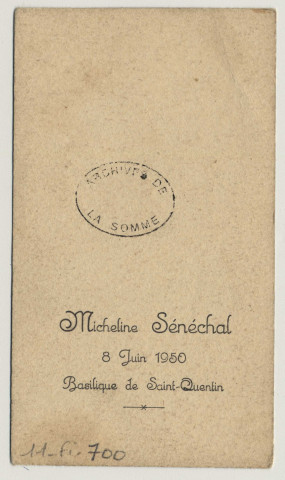 ARCHIVES DE
LA SOMME
Micheline Sénéchal
8 Juin 1950
Basilique de Saint-Quentin
11-Fi-700